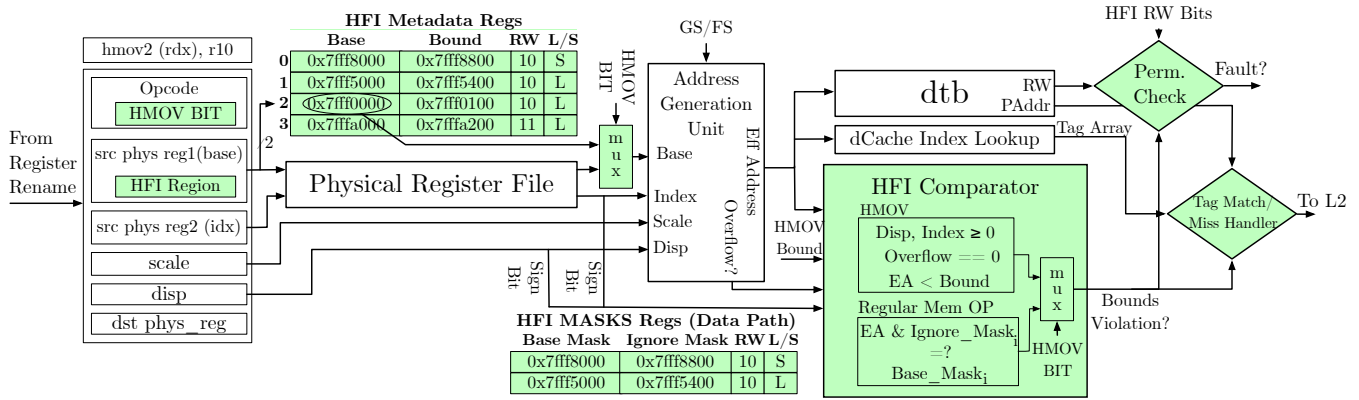 HFI Metadata Regs
Base Bound RW L/S
0 0x7fff8000 0x7fff8800 10 S
1 0x7fff5000 0x7fff5400 10 L
2 0x7fff0000 0x7fff0100 10 L
3 0x7fffa000 0x7fffa200 11 L
hmov2 (rdx), r10
Opcode
HMOV BIT
src phys reg1(base)
HFI Region
src phys reg2 (idx)
scale
disp
dst phys_reg
From
Register
Rename
/2
Physical Register File
HMOV
BIT
mux
GS/FS
Address
Generation
Unit
Base
Index
Scale
Disp
Eff Address
Overflow?
Sign
Bit
Sign
Bit
HFI MASKS Regs (Data Path)
Base Mask Ignore Mask RW L/S
0x7fff8000 0x7fff8800 10 S
0x7fff5000 0x7fff5400 10 L
dtb
RW
PAddr
dCache Index Lookup
Tag Array
HMOV
Bound
HFI Comparator
HMOV
Disp, Index ≥ 0
Overflow == 0
EA < Bound
Regular Mem OP
EA & Ignore_Maski
=?
Base_Maski
mux
HMOV
BIT
Bounds
Violation?
HFI RW Bits
Perm.
Check
Fault?
Tag Match/
Miss Handler
To L2